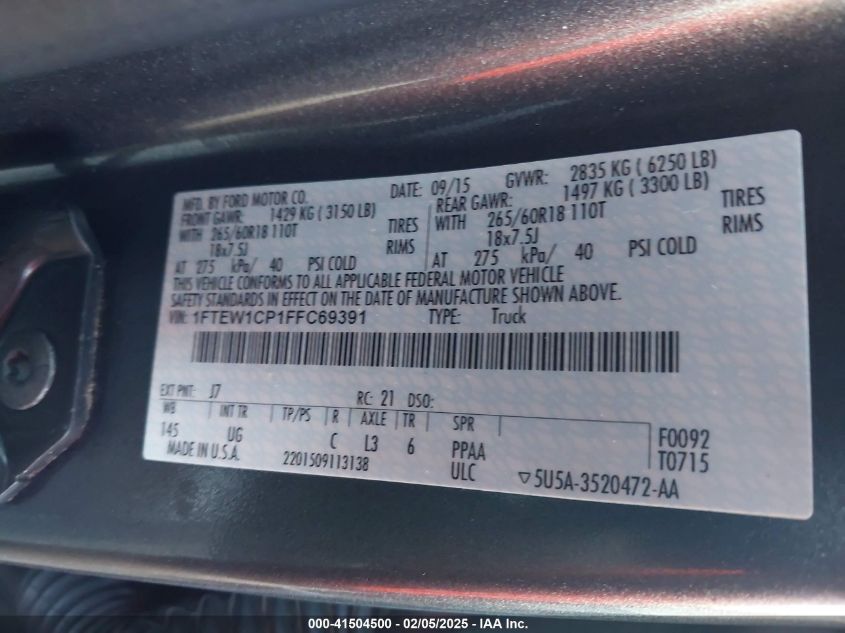 MFD. BY FORD MOTOR CO.
DATE: 09/15 GVWR: 2835 KG ( 6250 LB)
FRONT GAWR: 1429 KG ( 3150 LB)
REAR GAWR: 1497 KG ( 3300 LB)
WITH 265/60R18 110T TIRES
WITH 265/60R18 110T TIRES
18x7.5J RIMS
18x7.5J RIMS
AT 275 kPa/ 40 PSI COLD
AT 275 kPa/ 40 PSI COLD
THIS VEHICLE CONFORMS TO ALL APPLICABLE FEDERAL MOTOR VEHICLE
SAFETY STANDARDS IN EFFECT ON THE DATE OF MANUFACTURE SHOWN ABOVE.
VIN: 1FTEW1CP1FFC69391 TYPE: Truck
EXT PNT: J7 RC: 21 DSO:
WB INT TR TP/PS R AXLE TR SPR
145 UG C L3 6 PPAA
F0092
T0715
MADE IN U.S.A. 2201509113138 ULC ▽5U5A-3520472-AA
000-41504500 - 02/05/2025 - IAA Inc.